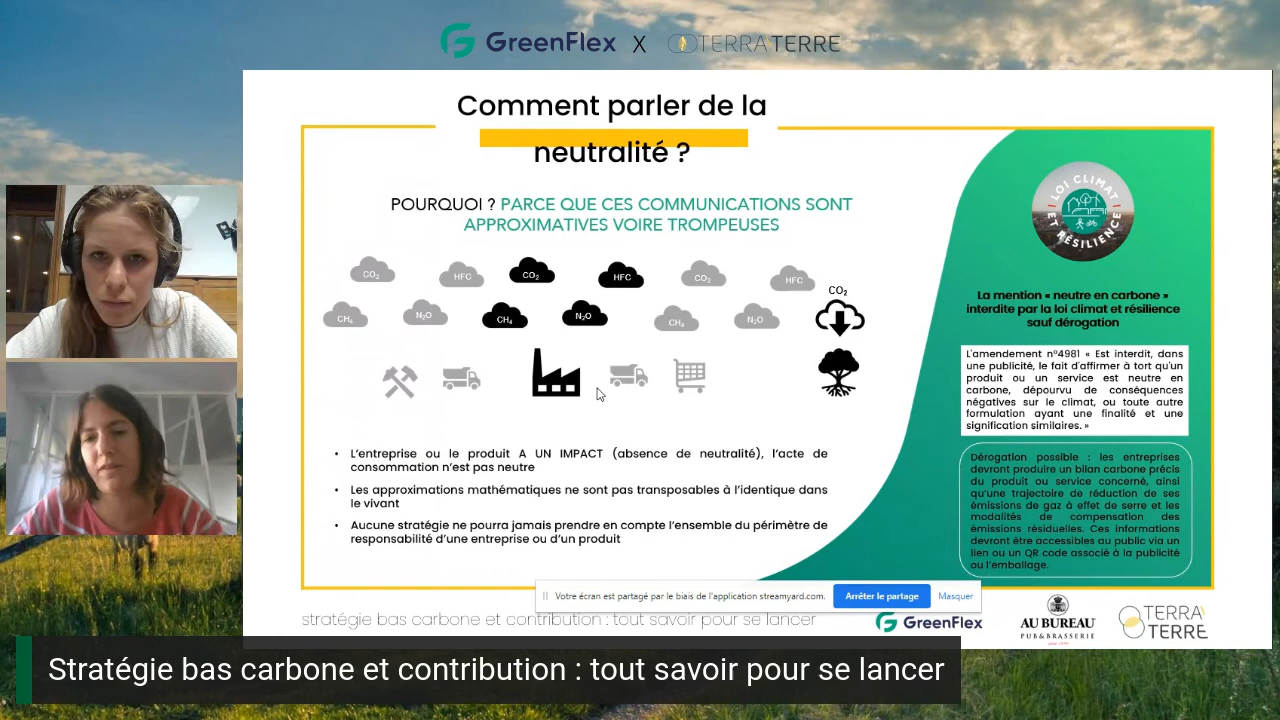 GreenFlex X TERRATERRE
Comment parler de la
neutralité ?
POURQUOI ? PARCE QUE CES COMMUNICATIONS SONT
APPROXIMATIVES VOIRE TROMPEUSES
CO2 HFC CO2 HFC CO2 HFC
CO2
CH4 N2O CH4 N2O CH4 N2O
• L'entreprise ou le produit A UN IMPACT (absence de neutralité), l'acte de
consommation n'est pas neutre
• Les approximations mathématiques ne sont pas transposables à l'identique dans
le vivant
• Aucune stratégie ne pourra jamais prendre en compte l'ensemble du périmètre de
responsabilité d'une entreprise ou d'un produit
LOI CLIMAT
ET RÉSILIENCE
La mention « neutre en carbone »
interdite par la loi climat et résilience
sauf dérogation
L'amendement n°4981 « Est interdit, dans
une publicité, le fait d'affirmer à tort qu'un
produit ou un service est neutre en
carbone, dépourvu de conséquences
négatives sur le climat, ou toute autre
formulation ayant une finalité et une
signification similaires. »
Dérogation possible : les entreprises
devront produire un bilan carbone précis
du produit ou service concerné, ainsi
qu'une trajectoire de réduction de ses
émissions de gaz à effet de serre et les
modalités de compensation des
émissions résiduelles. Ces informations
devront être accessibles au public via un
lien ou un QR code associé à la publicité
ou l'emballage.
Votre écran est partagé par le biais de l'application streamyard.com. Arrêter le partage Masquer
stratégie bas carbone et contribution : tout savoir pour se lancer
GreenFlex
AU BUREAU
PUB&BRASSERIE
TERRA
TERRE
Stratégie bas carbone et contribution : tout savoir pour se lancer